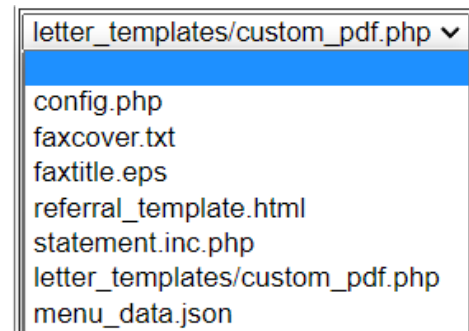 letter_templates/custom_pdf.php
config.php
faxcover.txt
faxtitle.eps
referral_template.html
statement.inc.php
letter_templates/custom_pdf.php
menu_data.json